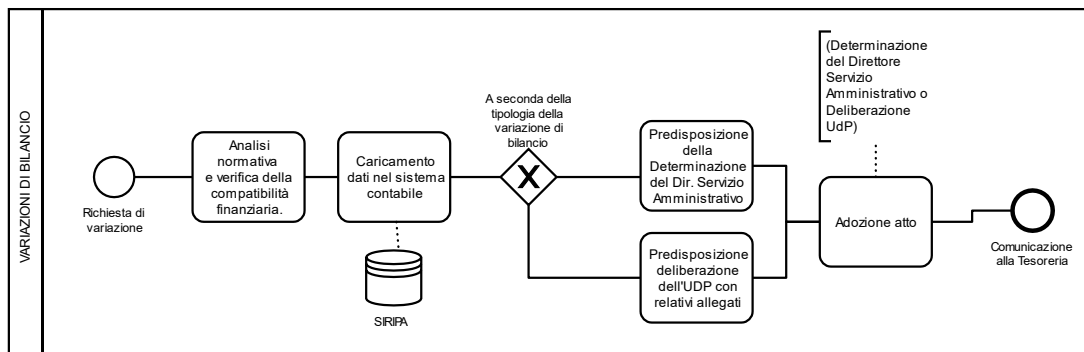 VARIAZIONI DI BILANCIO
Richiesta di
variazione
Analisi
normativa
e verifica della
compatibilità
finanziaria.
Caricamento
dati nel sistema
contabile
SIRIPA
A seconda della
tipologia della
variazione di
bilancio
X
Predisposizione
della
Determinazione
del Dir. Servizio
Amministrativo
Predisposizione
deliberazione
dell'UDP con
relativi allegati
(Determinazione
del Direttore
Servizio
Amministrativo o
Deliberazione
UdP)
Adozione atto
Comunicazione
alla Tesoreria